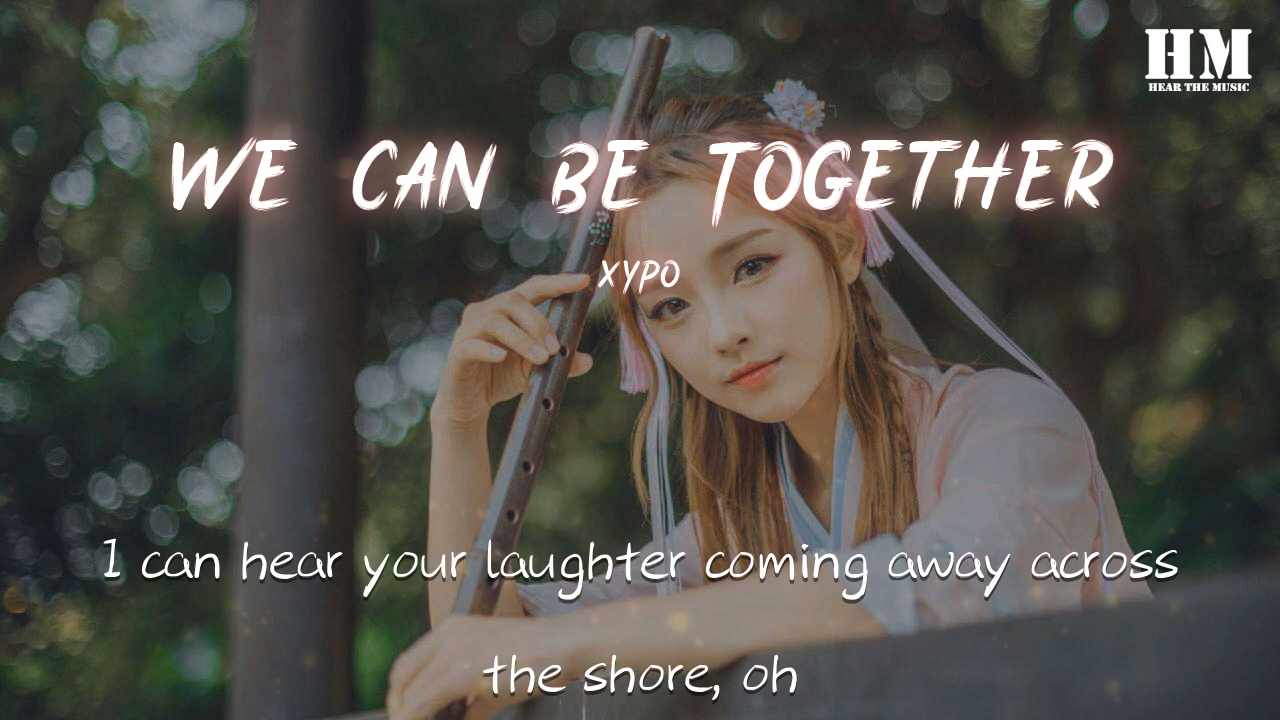 HM
HEAR THE MUSIC
WE CAN BE TOGETHER
XYPO
I can hear your laughter coming away across
the shore, oh